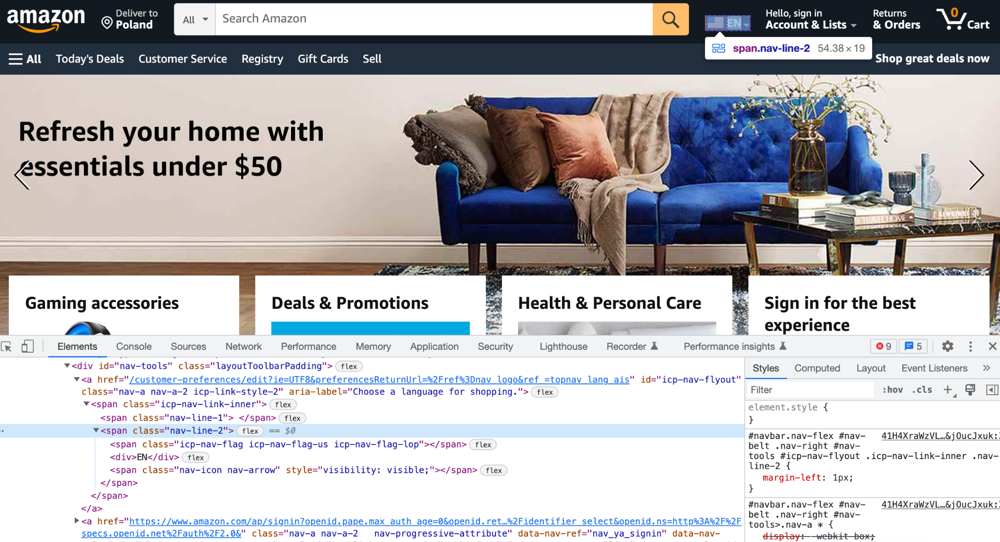 amazon
Deliver to
Poland
All
Search Amazon
EN
Hello, sign in
Account & Lists
Returns
& Orders
0
Cart
span.nav-line-2 54.38×19
All
Today's Deals
Customer Service
Registry
Gift Cards
Sell
Shop great deals now
Refresh your home with
essentials under $50
TRAVEL HOME
AI WEIWEI
Gaming accessories
Deals & Promotions
Health & Personal Care
Sign in for the best
experience
Elements Console Sources Network Performance Memory Application Security Lighthouse Recorder Performance insights 9 5
<div id="nav-tools" class="layoutToolbarPadding"> flex
<a href="/customer-preferences/edit?ie=UTF8&preferencesReturnUrl=%2Fref%3Dnav_logo&ref_=topnav_lang_ais" id="icp-nav-flyout"
class="nav-a nav-a-2 icp-link-style-2" aria-label="Choose a language for shopping."> flex
<span class="icp-nav-link-inner"> flex
<span class="nav-line-1"> </span> flex
<span class="nav-line-2"> flex == $0
<span class="icp-nav-flag icp-nav-flag-us icp-nav-flag-lop"></span> flex
<div>EN</div> flex
<span class="nav-icon nav-arrow" style="visibility: visible;"></span> flex
</span>
</span>
</a>
<a href="https://www.amazon.com/ap/signin?openid.pape.max_auth_age=0&openid.ret…%2Fidentifier_select&openid.ns=http%3A%2F%2F
specs.openid.net%2Fauth%2F2.0&" class="nav-a nav-a-2 nav-progressive-attribute" data-nav-ref="nav_ya_signin" data-nav-
Styles Computed Layout Event Listeners »
Filter :hov .cls +
element.style {
}
#navbar.nav-flex #nav- 41H4XraWzVL…&jOucJxuk:3
belt .nav-right #nav-
tools #icp-nav-flyout .icp-nav-link-inner .nav-
line-2 {
margin-left: 1px;
}
#navbar.nav-flex #nav- 41H4XraWzVL…&jOucJxuk:3
belt .nav-right #nav-
tools>.nav-a * {
display: -webkit-box;